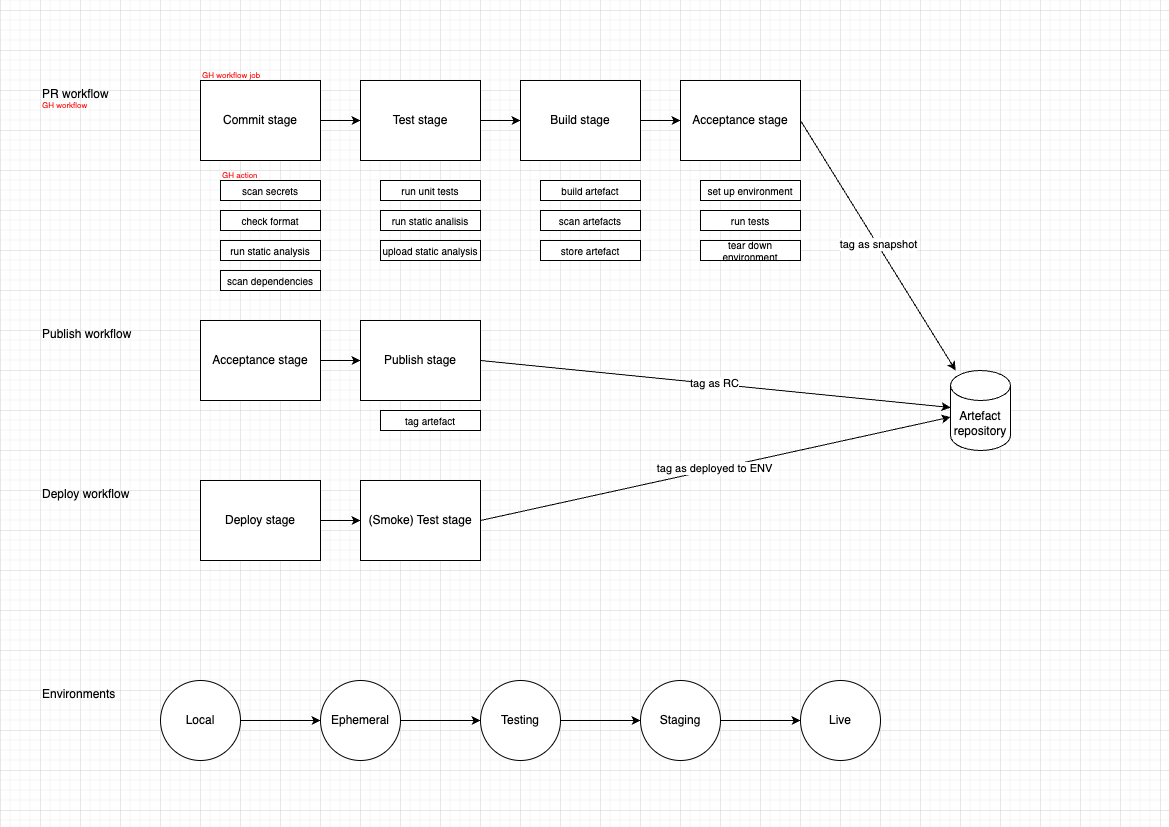 GH workflow job
PR workflow
GH workflow
Commit stage
Test stage
Build stage
Acceptance stage
GH action
scan secrets
run unit tests
build artefact
set up environment
check format
run static analisis
scan artefacts
run tests
run static analysis
upload static analysis
store artefact
tear down
environment
scan dependencies
tag as snapshot
Publish workflow
Acceptance stage
Publish stage
tag as RC
tag artefact
Artefact
repository
tag as deployed to ENV
Deploy workflow
Deploy stage
(Smoke) Test stage
Environments
Local
Ephemeral
Testing
Staging
Live